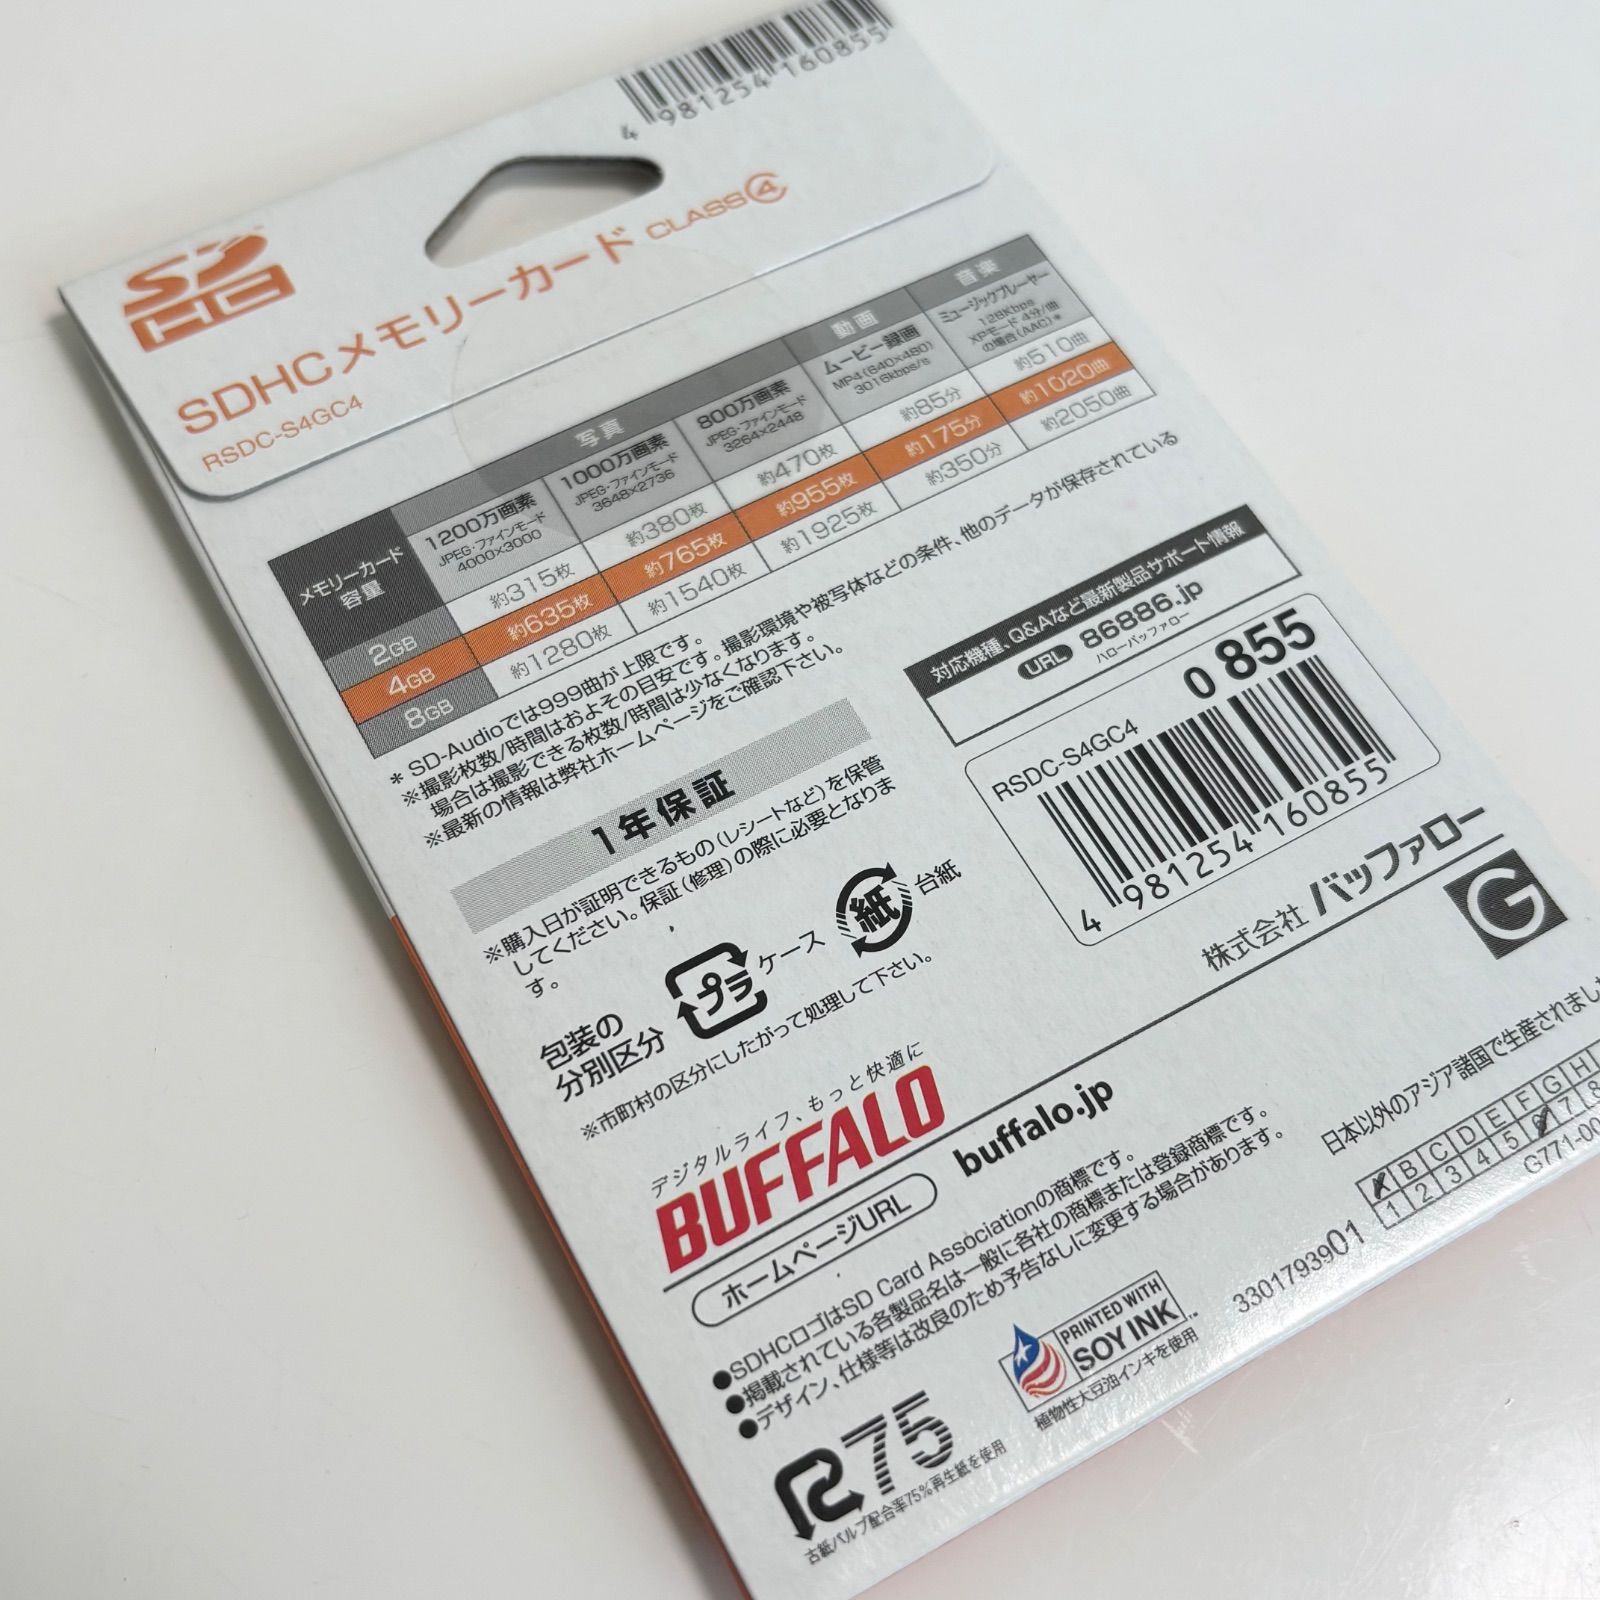 4 981254 160855
SDHCメモリーカード CLASS4
RSDC-S4GC4
写真 動画 音楽
メモリーカード容量
1200万画素 JPEG・ファインモード 4000×3000
1000万画素 JPEG・ファインモード 3648×2736
800万画素 JPEG・ファインモード 3264×2448
ムービー録画 MP4(640×480) 3016kbps/s
ミュージックプレーヤー 128Kbps XPモード 4分/曲の場合(AAC)*
2GB 約315枚 約380枚 約470枚 約85分 約510曲
4GB 約635枚 約765枚 約955枚 約175分 約1020曲
8GB 約1280枚 約1540枚 約1925枚 約350分 約2050曲
* SD-Audioでは999曲が上限です。
※撮影枚数/時間はおよその目安です。撮影環境や被写体などの条件、他のデータが保存されている
場合は撮影できる枚数/時間は少なくなります。
※最新の情報は弊社ホームページをご確認下さい。
1年保証
※購入日が証明できるもの(レシートなど)を保管
してください。保証(修理)の際に必要となりま
す。
対応機種、Q&Aなど最新製品サポート情報
URL 86886.jp
ハローバッファロー
0 855
RSDC-S4GC4
4 981254 160855
包装の
分別区分
プラ ケース
紙 台紙
※市町村の区分にしたがって処理して下さい。
株式会社 バッファロー
G
デジタルライフ、もっと快適に
BUFFALO
ホームページURL buffalo.jp
日本以外のアジア諸国で生産されまし
B C D E F G H
1 2 3 4 5 6 7 8
G771-00
●SDHCロゴはSD Card Associationの商標です。
●掲載されている各製品名は一般に各社の商標または登録商標です。
●デザイン、仕様等は改良のため予告なしに変更する場合があります。
3301793901
R75
古紙パルプ配合率75%再生紙を使用
PRINTED WITH
SOY INK™
植物性大豆油インキを使用